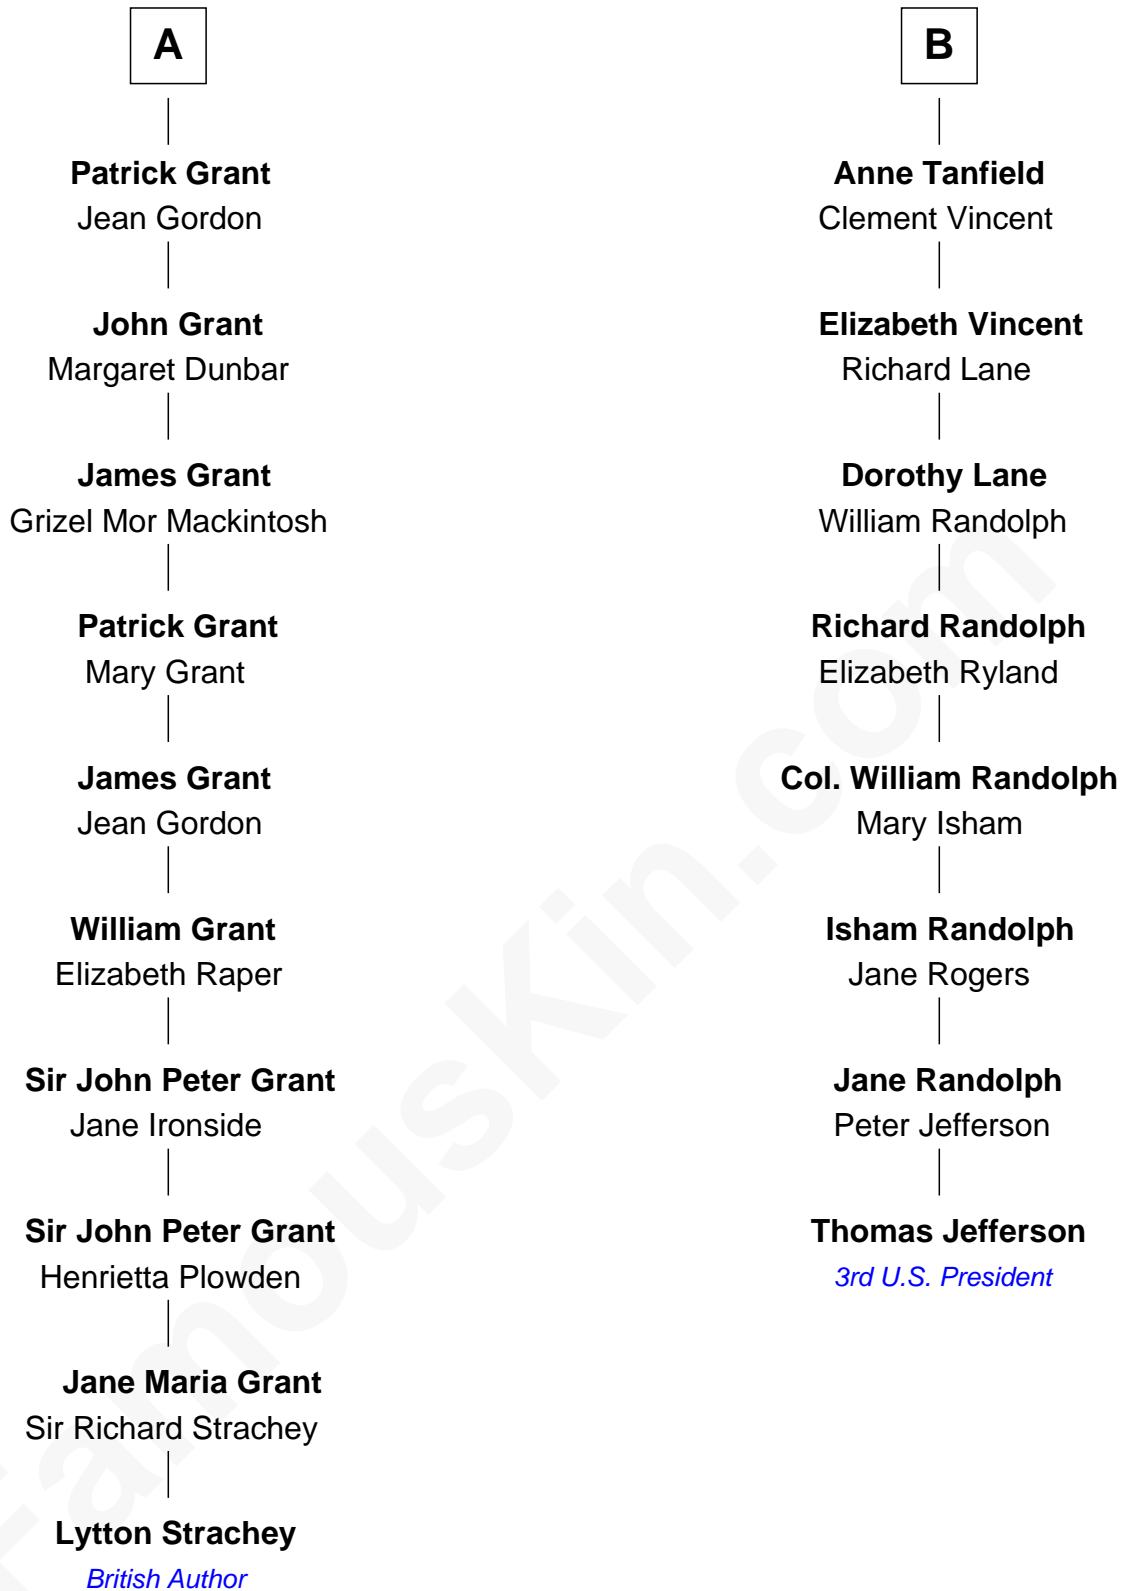 A
Patrick Grant
Jean Gordon
John Grant
Margaret Dunbar
James Grant
Grizel Mor Mackintosh
Patrick Grant
Mary Grant
James Grant
Jean Gordon
William Grant
Elizabeth Raper
Sir John Peter Grant
Jane Ironside
Sir John Peter Grant
Henrietta Plowden
Jane Maria Grant
Sir Richard Strachey
Lytton Strachey
British Author
B
Anne Tanfield
Clement Vincent
Elizabeth Vincent
Richard Lane
Dorothy Lane
William Randolph
Richard Randolph
Elizabeth Ryland
Col. William Randolph
Mary Isham
Isham Randolph
Jane Rogers
Jane Randolph
Peter Jefferson
Thomas Jefferson
3rd U.S. President
FamousKin.com